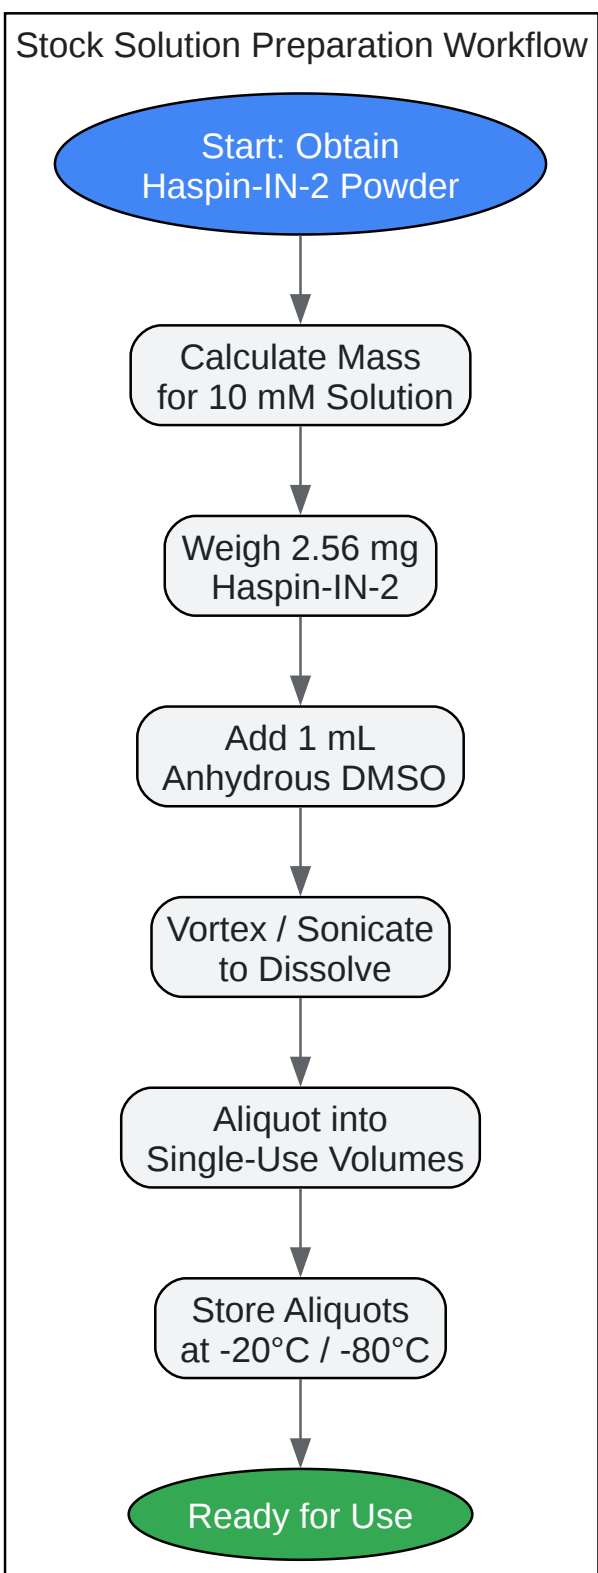 Stock Solution Preparation Workflow
Start: Obtain
Haspin-IN-2 Powder
Calculate Mass
for 10 mM Solution
Weigh 2.56 mg
Haspin-IN-2
Add 1 mL
Anhydrous DMSO
Vortex / Sonicate
to Dissolve
Aliquot into
Single-Use Volumes
Store Aliquots
at -20°C / -80°C
Ready for Use